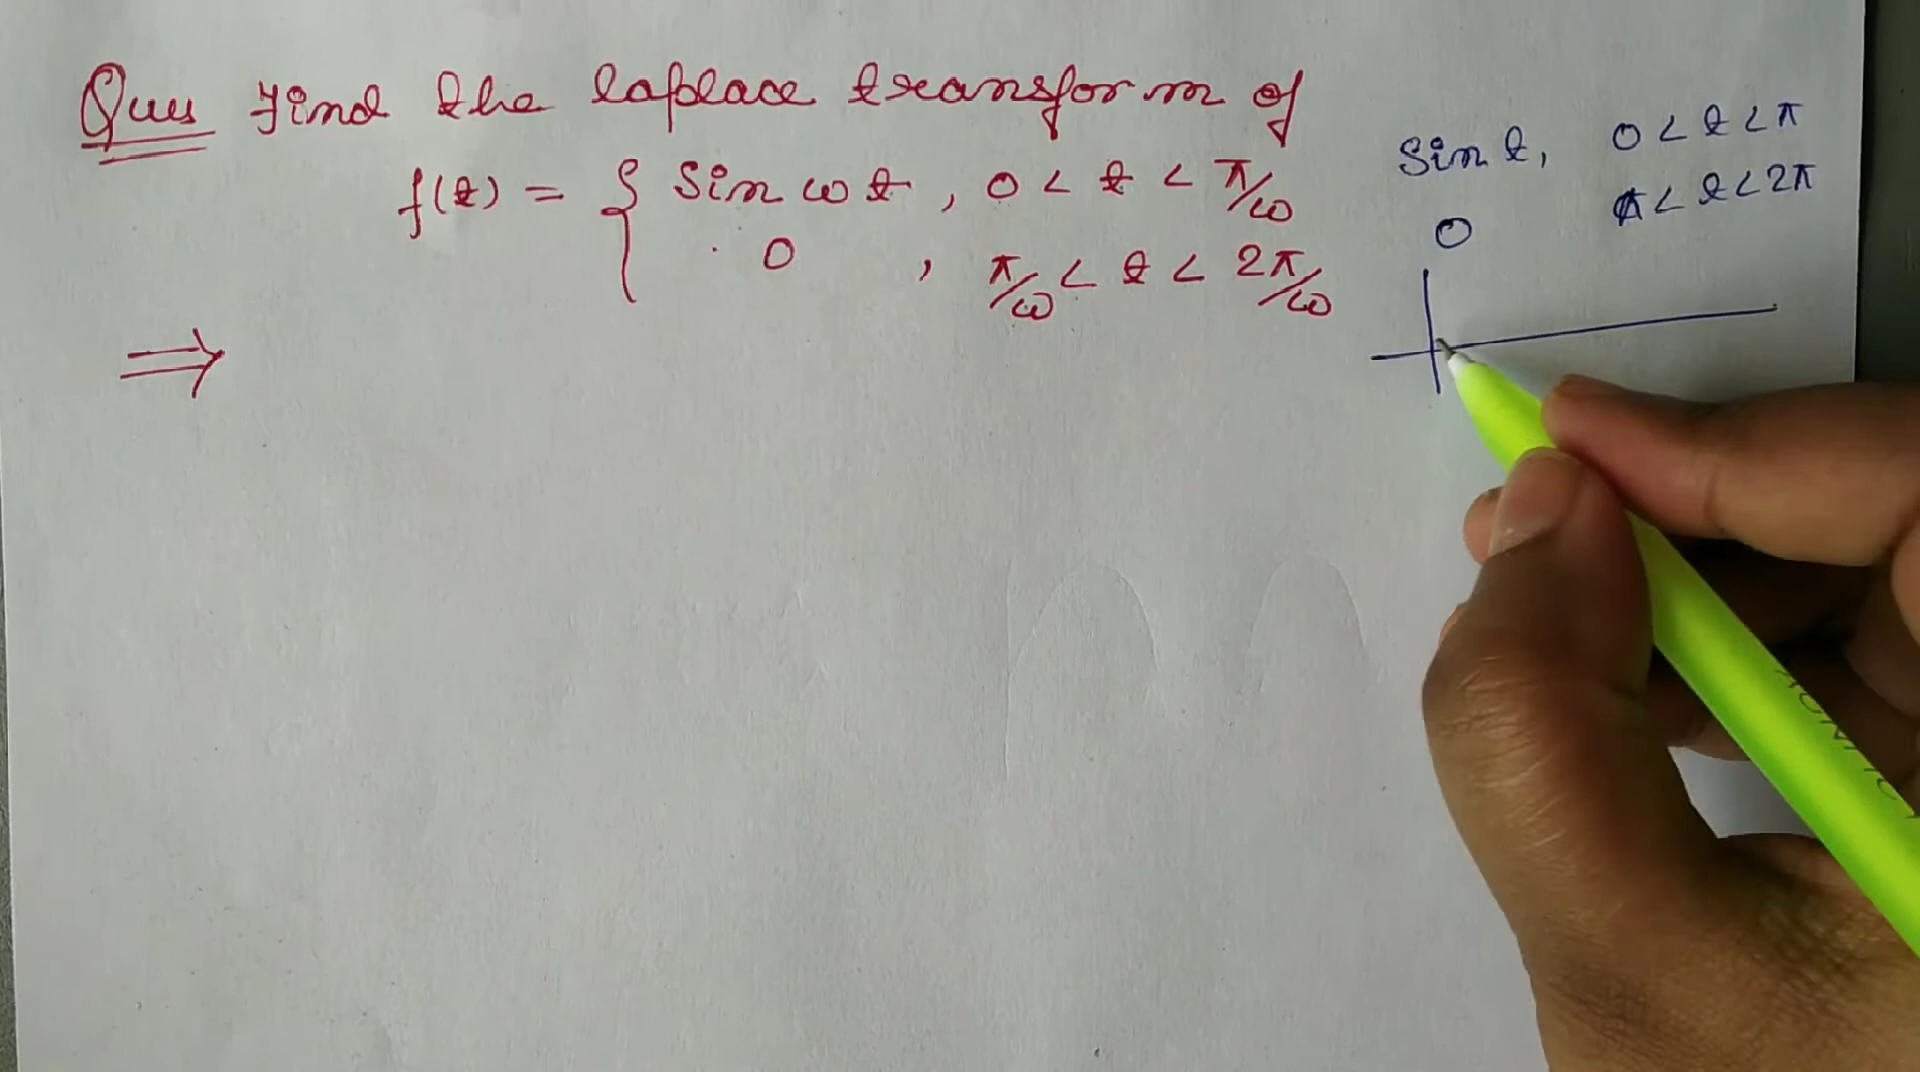 Ques Find the laplace transform of
f(t) = { sin ωt , 0 < t < π/ω
0 , π/ω < t < 2π/ω
⇒
sin t, 0 < t < π
0 π < t < 2π